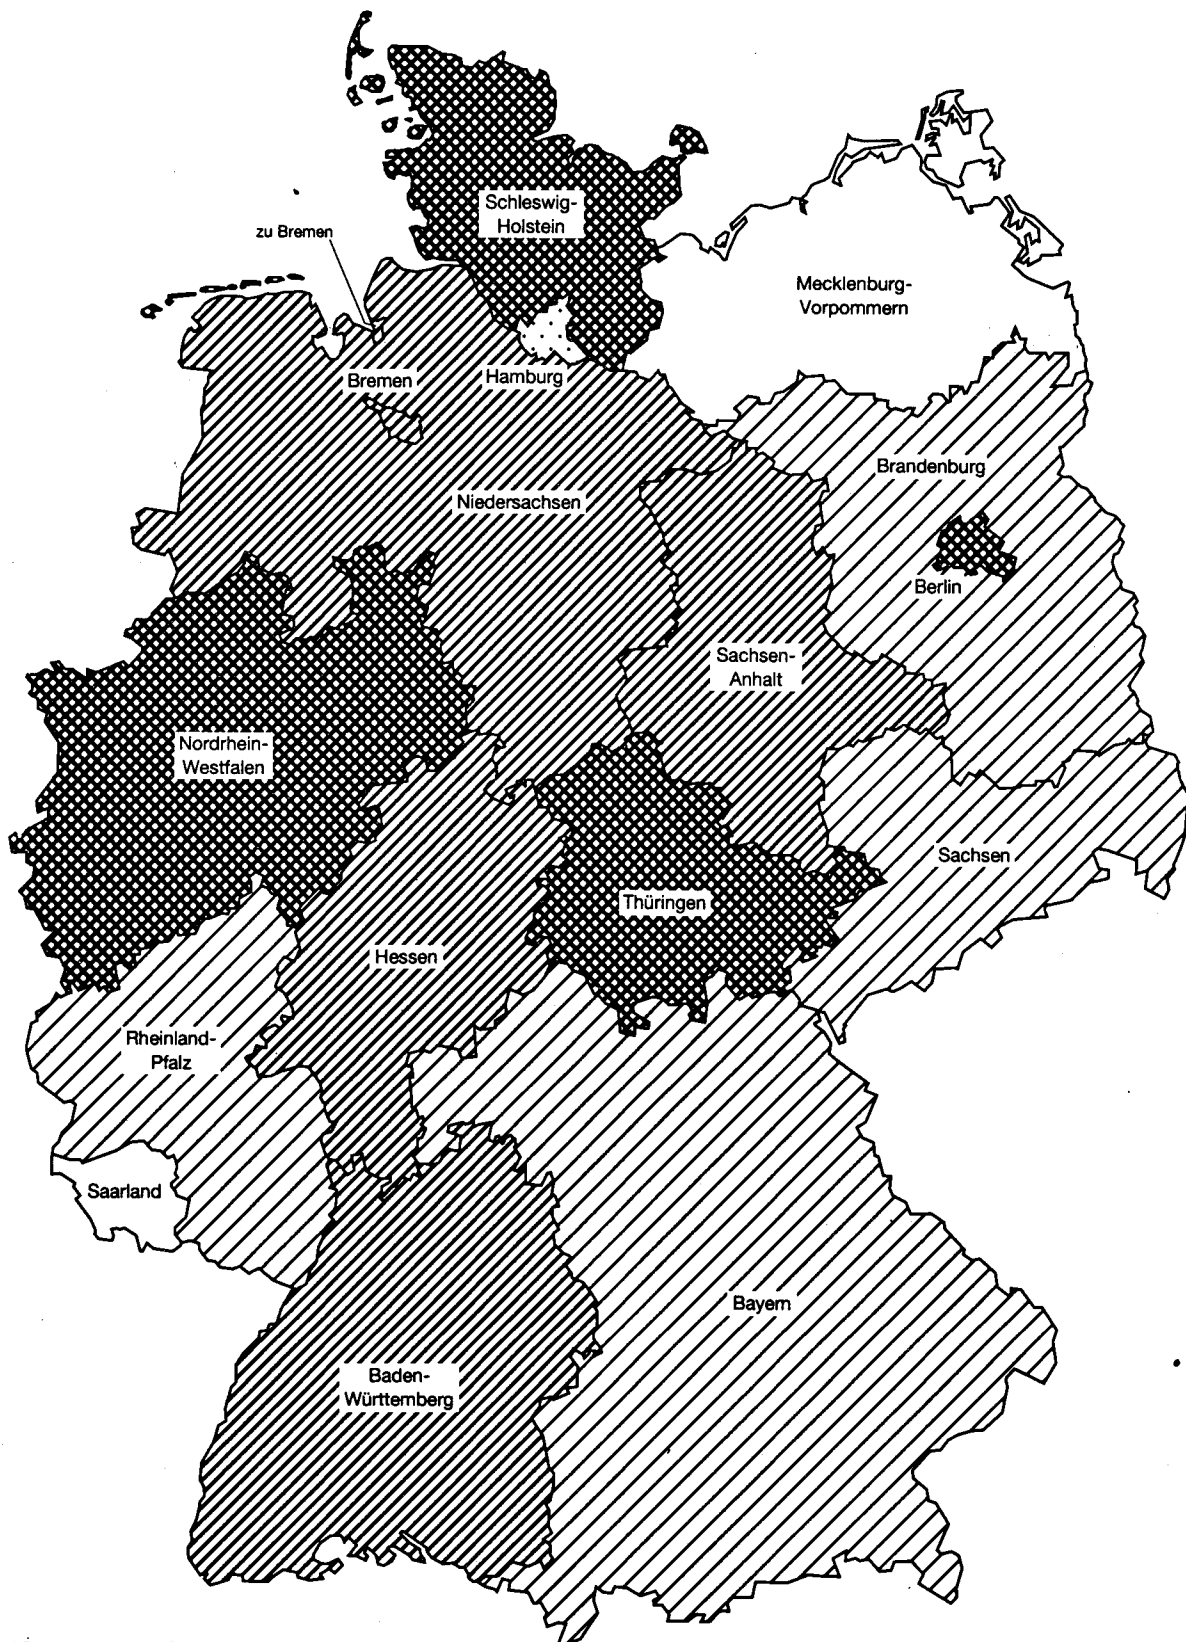 Schleswig-
Holstein
zu Bremen
Mecklenburg-
Vorpommern
Bremen
Hamburg
Brandenburg
Niedersachsen
Berlin
Sachsen-
Anhalt
Nordrhein-
Westfalen
Sachsen
Thüringen
Hessen
Rheinland-
Pfalz
Saarland
Bayern
Baden-
Württemberg